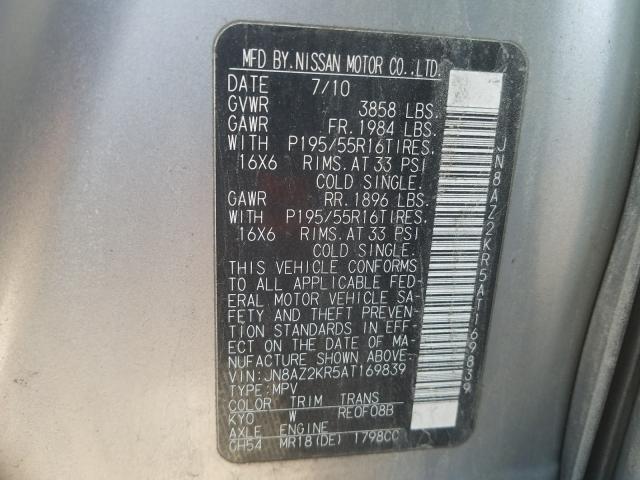 MFD BY. NISSAN MOTOR CO., LTD.
DATE 7/10
GVWR 3858 LBS.
GAWR FR. 1984 LBS.
WITH P195/55R16TIRES.
16X6 RIMS. AT 33 PSI
COLD SINGLE.
GAWR RR. 1896 LBS.
WITH P195/55R16TIRES.
16X6 RIMS. AT 33 PSI
COLD SINGLE.
THIS VEHICLE CONFORMS
TO ALL APPLICABLE FED-
ERAL MOTOR VEHICLE SA-
FETY AND THEFT PREVEN-
TION STANDARDS IN EFF-
ECT ON THE DATE OF MA-
NUFACTURE SHOWN ABOVE.
VIN: JN8AZ2KR5AT169839
TYPE: MPV
COLOR TRIM TRANS
KY0 W RE0F08B
AXLE ENGINE
CH54 MR18(DE) 1798CC
JN8AZ2KR5AT169839